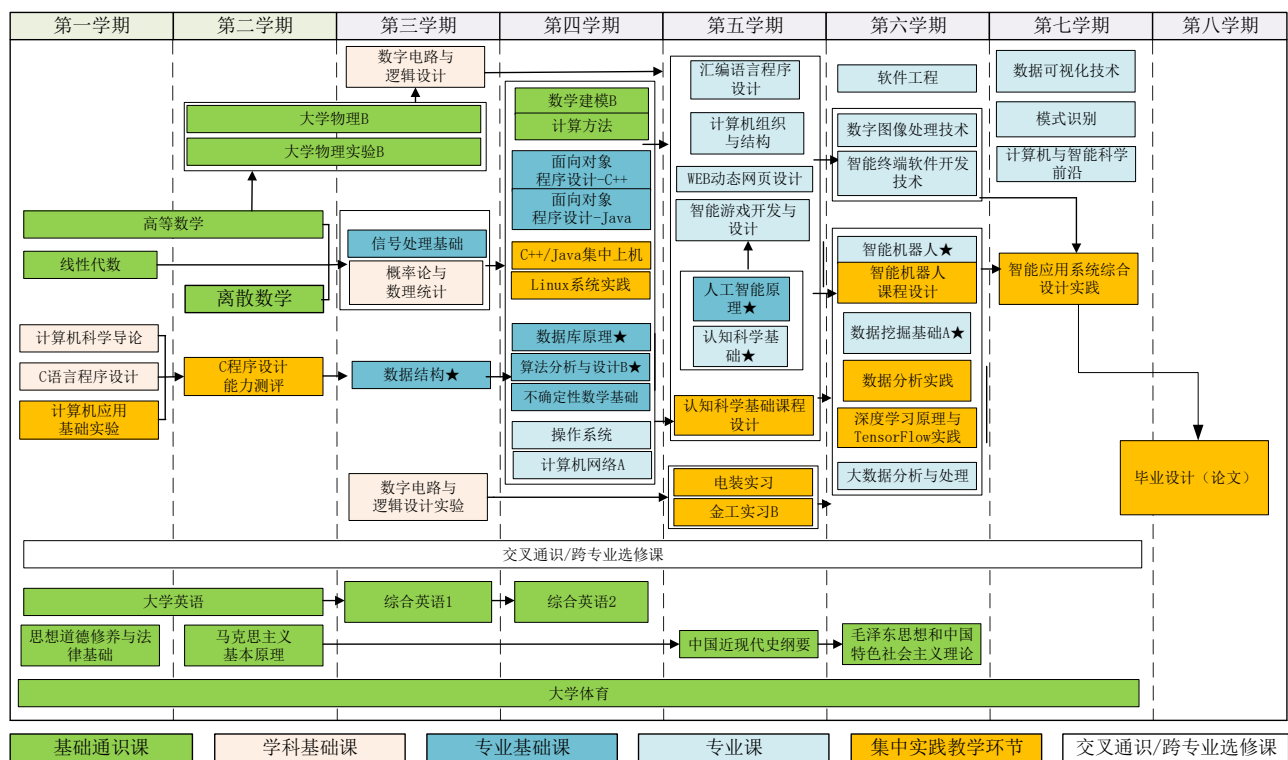 第一学期
第二学期
第三学期
第四学期
第五学期
第六学期
第七学期
第八学期
高等数学
线性代数
计算机科学导论
C语言程序设计
计算机应用
基础实验
大学物理B
大学物理实验B
离散数学
C程序设计
能力测评
数字电路与
逻辑设计
信号处理基础
概率论与
数理统计
数据结构★
数字电路与
逻辑设计实验
数学建模B
计算方法
面向对象
程序设计-C++
面向对象
程序设计-Java
C++/Java集中上机
Linux系统实践
数据库原理★
算法分析与设计B★
不确定性数学基础
操作系统
计算机网络A
汇编语言程序
设计
计算机组织
与结构
WEB动态网页设计
智能游戏开发与
设计
人工智能原
理★
认知科学基
础★
认知科学基础课程
设计
电装实习
金工实习B
软件工程
数字图像处理技术
智能终端软件开发
技术
智能机器人★
智能机器人
课程设计
数据挖掘基础A★
数据分析实践
深度学习原理与
TensorFlow实践
大数据分析与处理
数据可视化技术
模式识别
计算机与智能科学
前沿
智能应用系统综合
设计实践
毕业设计（论文）
交叉通识/跨专业选修课
大学英语
综合英语1
综合英语2
思想道德修养与法
律基础
马克思主义
基本原理
中国近现代史纲要
毛泽东思想和中国
特色社会主义理论
大学体育
基础通识课
学科基础课
专业基础课
专业课
集中实践教学环节
交叉通识/跨专业选修课